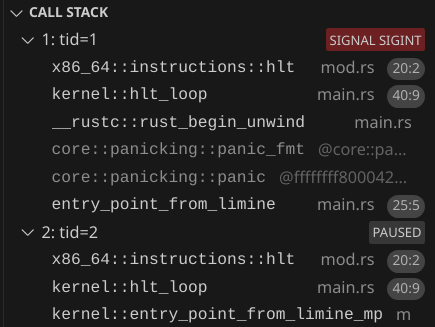 CALL STACK
1: tid=1 SIGNAL SIGINT
x86_64::instructions::hlt mod.rs 20:2
kernel::hlt_loop main.rs 40:9
__rustc::rust_begin_unwind main.rs
core::panicking::panic_fmt @core::pa...
core::panicking::panic @ffffffff800042...
entry_point_from_limine main.rs 25:5
2: tid=2 PAUSED
x86_64::instructions::hlt mod.rs 20:2
kernel::hlt_loop main.rs 40:9
kernel::entry_point_from_limine_mp m